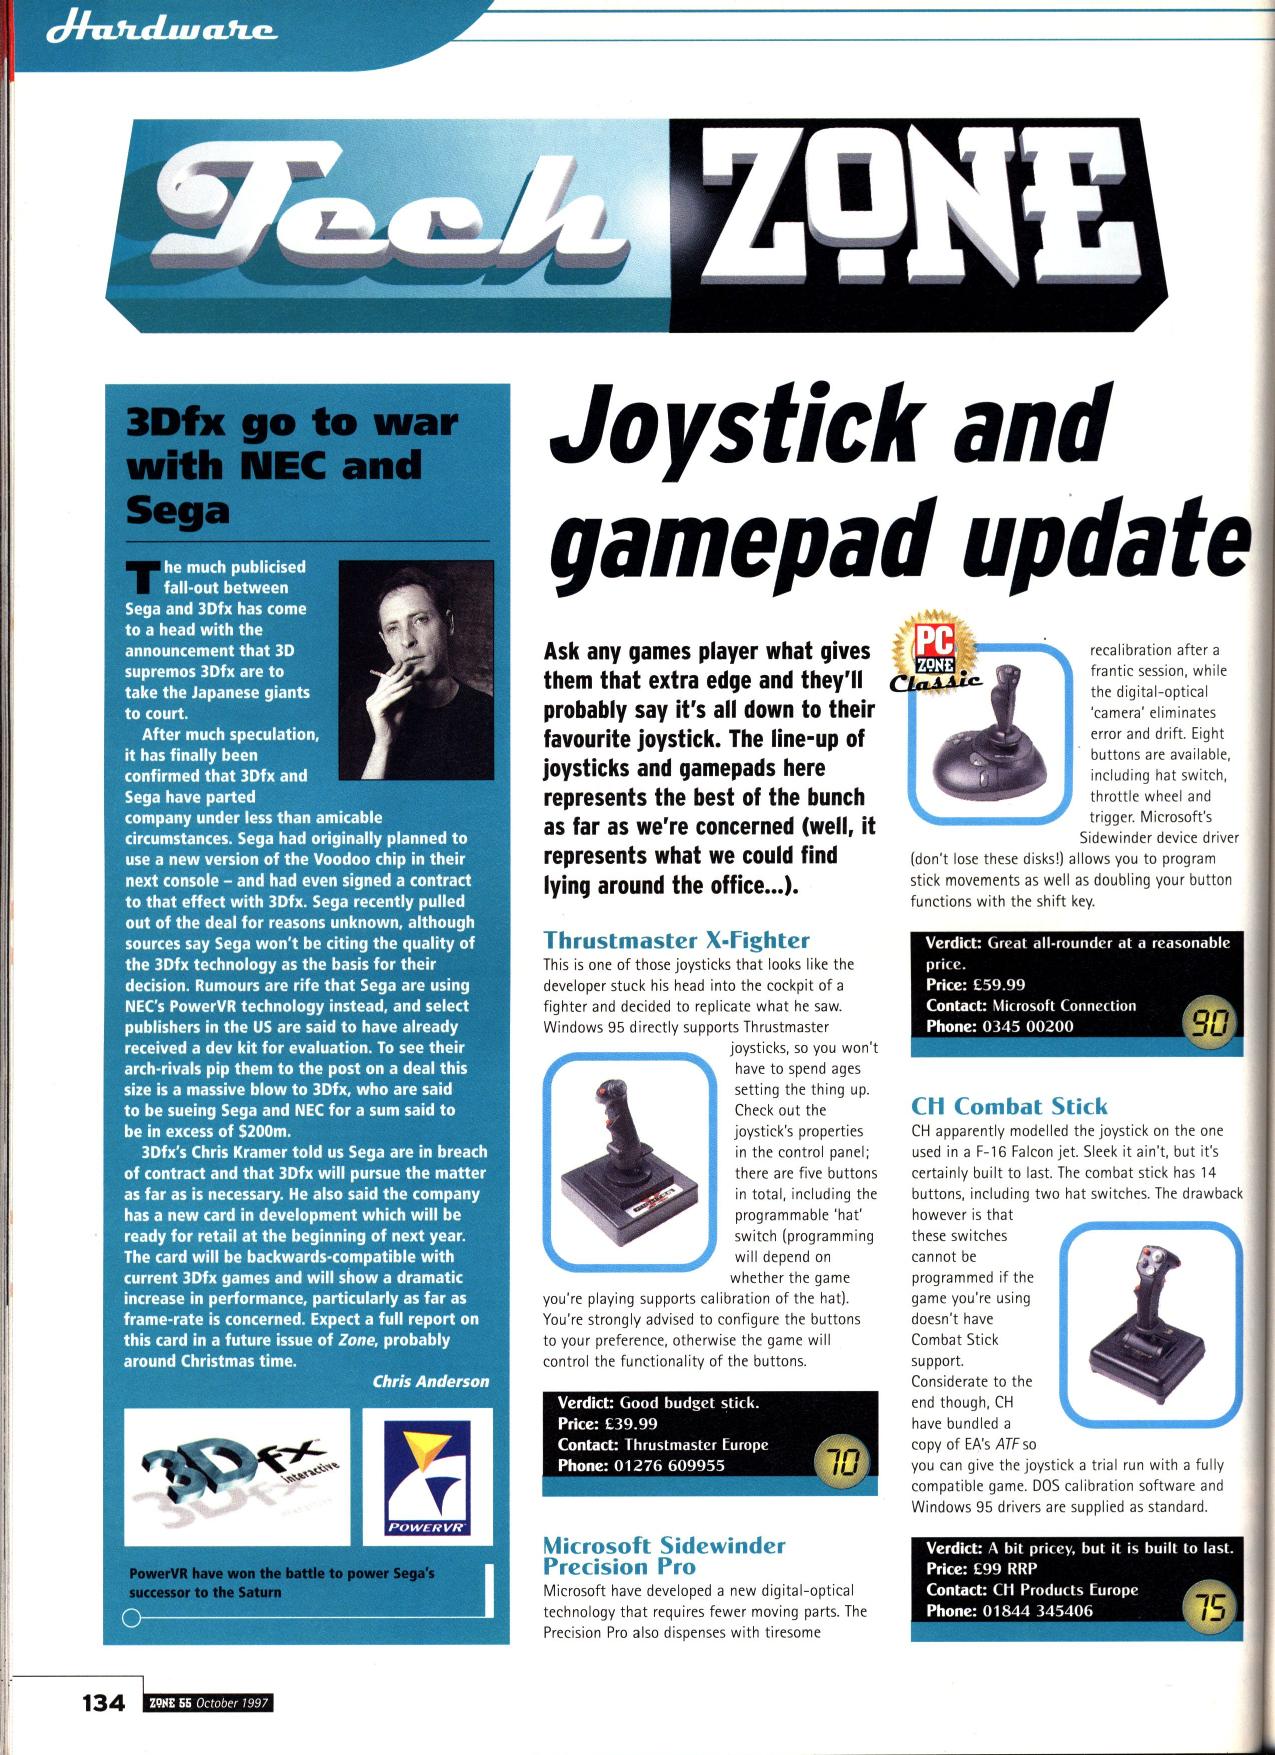 Hardware
Tech ZONE
3Dfx go to war
with NEC and
Sega
The much publicised
fall-out between
Sega and 3Dfx has come
to a head with the
announcement that 3D
supremos 3Dfx are to
take the Japanese giants
to court.
After much speculation,
it has finally been
confirmed that 3Dfx and
Sega have parted
company under less than amicable
circumstances. Sega had originally planned to
use a new version of the Voodoo chip in their
next console – and had even signed a contract
to that effect with 3Dfx. Sega recently pulled
out of the deal for reasons unknown, although
sources say Sega won't be citing the quality of
the 3Dfx technology as the basis for their
decision. Rumours are rife that Sega are using
NEC's PowerVR technology instead, and select
publishers in the US are said to have already
received a dev kit for evaluation. To see their
arch-rivals pip them to the post on a deal this
size is a massive blow to 3Dfx, who are said
to be sueing Sega and NEC for a sum said to
be in excess of $200m.
3Dfx's Chris Kramer told us Sega are in breach
of contract and that 3Dfx will pursue the matter
as far as is necessary. He also said the company
has a new card in development which will be
ready for retail at the beginning of next year.
The card will be backwards-compatible with
current 3Dfx games and will show a dramatic
increase in performance, particularly as far as
frame-rate is concerned. Expect a full report on
this card in a future issue of Zone, probably
around Christmas time.
Chris Anderson
3Dfx
interactive
POWERVR
PowerVR have won the battle to power Sega's
successor to the Saturn
Joystick and
gamepad update
Ask any games player what gives
them that extra edge and they'll
probably say it's all down to their
favourite joystick. The line-up of
joysticks and gamepads here
represents the best of the bunch
as far as we're concerned (well, it
represents what we could find
lying around the office...).
Thrustmaster X-Fighter
This is one of those joysticks that looks like the
developer stuck his head into the cockpit of a
fighter and decided to replicate what he saw.
Windows 95 directly supports Thrustmaster
joysticks, so you won't
have to spend ages
setting the thing up.
Check out the
joystick's properties
in the control panel;
there are five buttons
in total, including the
programmable 'hat'
switch (programming
will depend on
whether the game
you're playing supports calibration of the hat).
You're strongly advised to configure the buttons
to your preference, otherwise the game will
control the functionality of the buttons.
Verdict: Good budget stick.
Price: £39.99
Contact: Thrustmaster Europe
Phone: 01276 609955
70
Microsoft Sidewinder
Precision Pro
Microsoft have developed a new digital-optical
technology that requires fewer moving parts. The
Precision Pro also dispenses with tiresome
PC
ZONE
Classic
recalibration after a
frantic session, while
the digital-optical
'camera' eliminates
error and drift. Eight
buttons are available,
including hat switch,
throttle wheel and
trigger. Microsoft's
Sidewinder device driver
(don't lose these disks!) allows you to program
stick movements as well as doubling your button
functions with the shift key.
Verdict: Great all-rounder at a reasonable
price.
Price: £59.99
Contact: Microsoft Connection
Phone: 0345 00200
90
CH Combat Stick
CH apparently modelled the joystick on the one
used in a F-16 Falcon jet. Sleek it ain't, but it's
certainly built to last. The combat stick has 14
buttons, including two hat switches. The drawback
however is that
these switches
cannot be
programmed if the
game you're using
doesn't have
Combat Stick
support.
Considerate to the
end though, CH
have bundled a
copy of EA's ATF so
you can give the joystick a trial run with a fully
compatible game. DOS calibration software and
Windows 95 drivers are supplied as standard.
Verdict: A bit pricey, but it is built to last.
Price: £99 RRP
Contact: CH Products Europe
Phone: 01844 345406
75
134 ZONE 55 October 1997